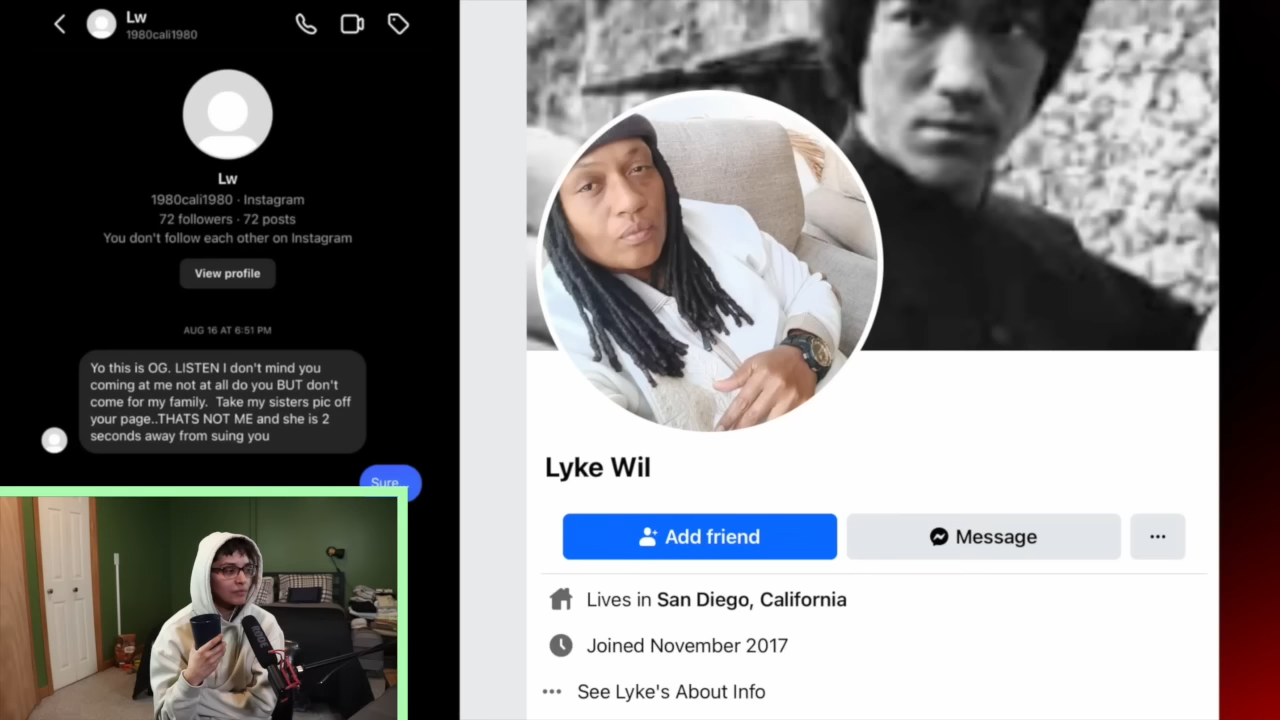 Lw
1980cali1980
Lw
1980cali1980 · Instagram
72 followers · 72 posts
You don't follow each other on Instagram
View profile
AUG 16 AT 6:51 PM
Yo this is OG. LISTEN I don't mind you
coming at me not at all do you BUT don't
come for my family.  Take my sisters pic off
your page..THATS NOT ME and she is 2
seconds away from suing you
Sure
RODE
Lyke Wil
Add friend
Message
Lives in San Diego, California
Joined November 2017
See Lyke's About Info